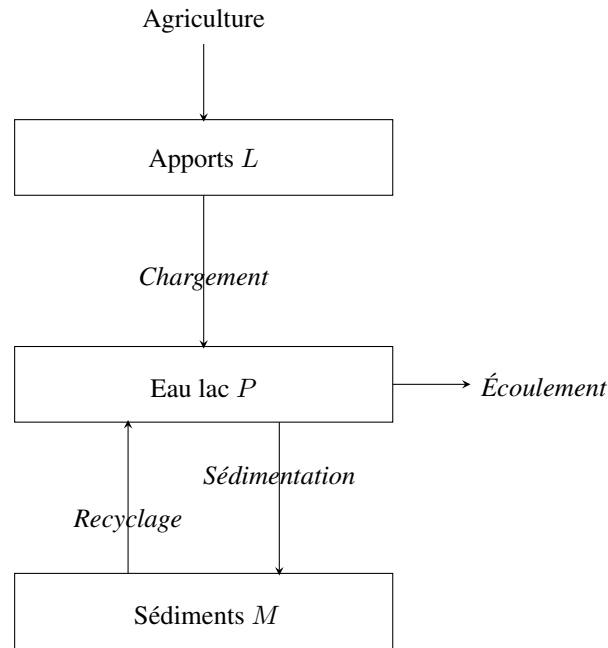 Agriculture
Apports L
Chargement
Eau lac P
Écoulement
Sédimentation
Recyclage
Sédiments M